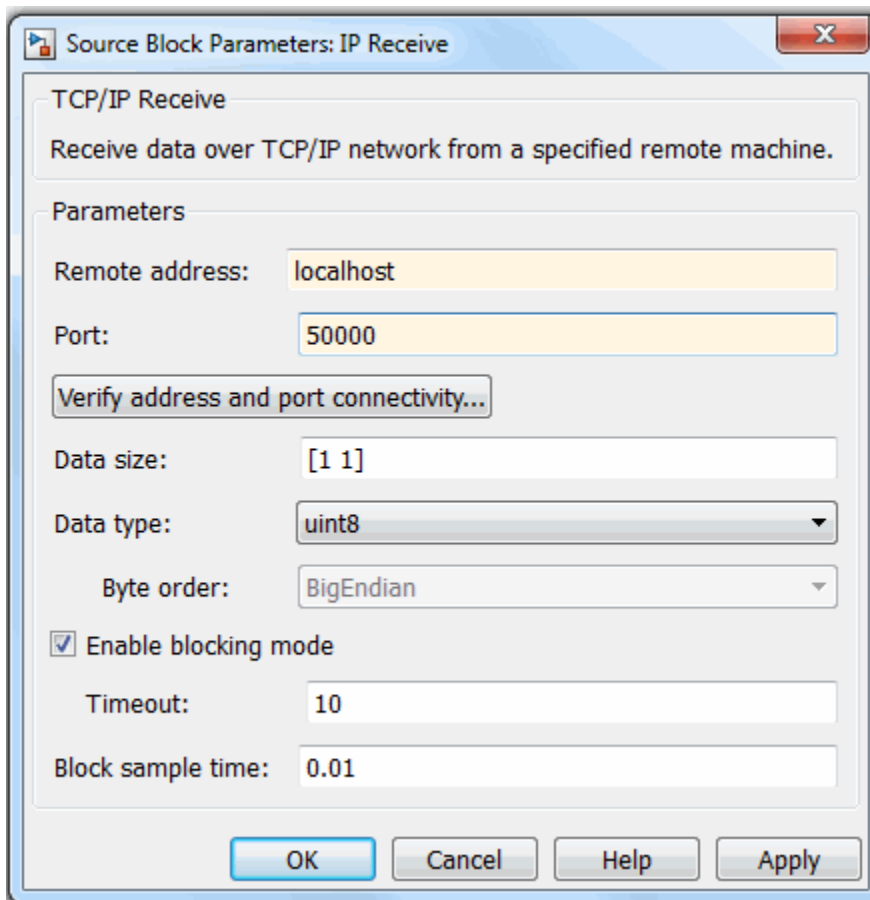 Source Block Parameters: IP Receive
TCP/IP Receive
Receive data over TCP/IP network from a specified remote machine.
Parameters
Remote address: localhost
Port: 50000
Verify address and port connectivity...
Data size: [1 1]
Data type: uint8
Byte order: BigEndian
Enable blocking mode
Timeout: 10
Block sample time: 0.01
OK Cancel Help Apply